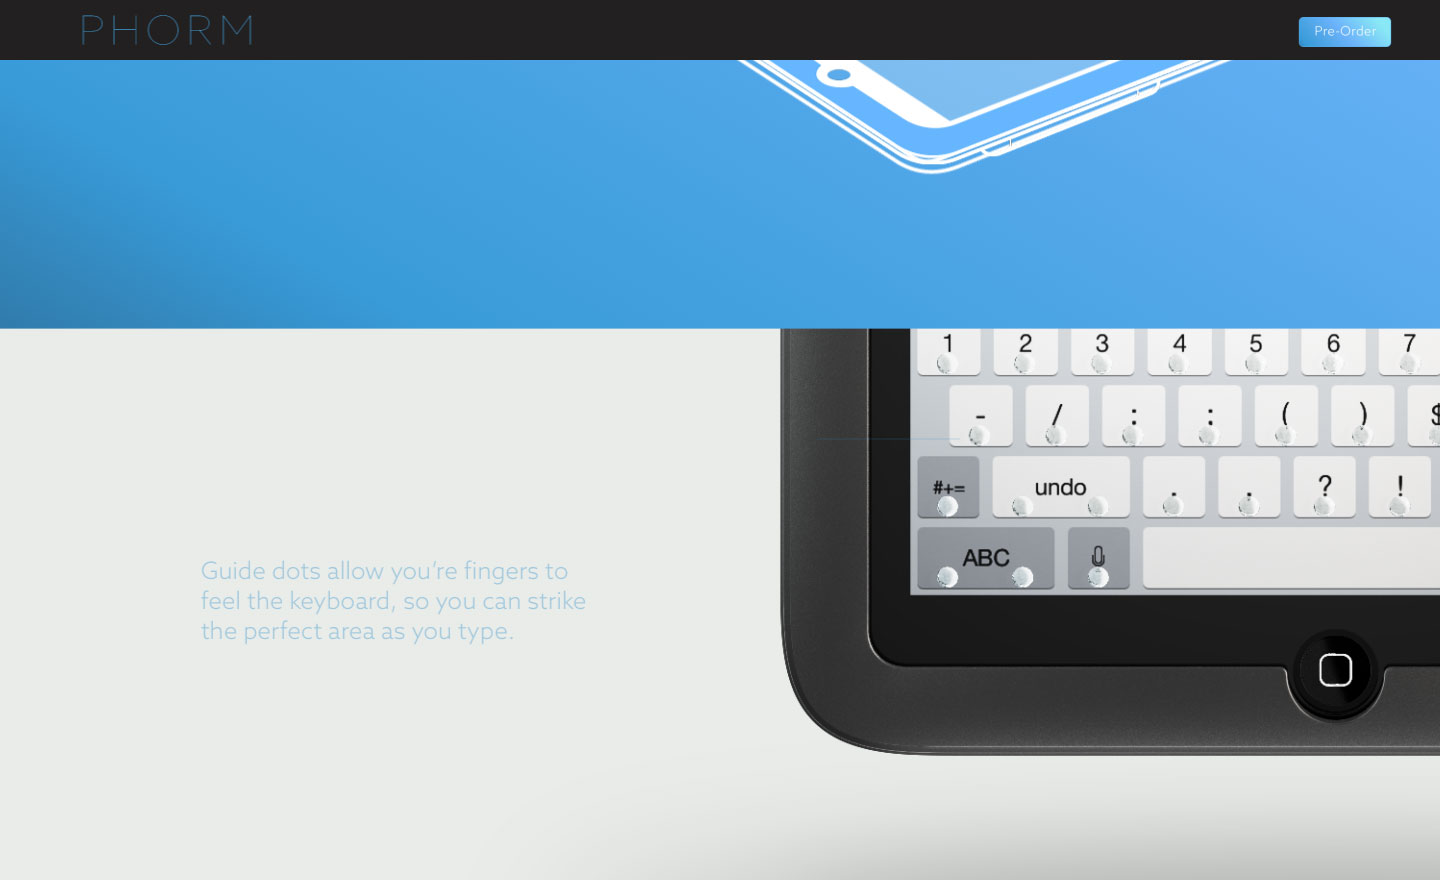 PHORM
Pre-Order
1 2 3 4 5 6 7
- / : : ( ) $
#+= undo . . ? !
ABC
Guide dots allow you’re fingers to
feel the keyboard, so you can strike
the perfect area as you type.